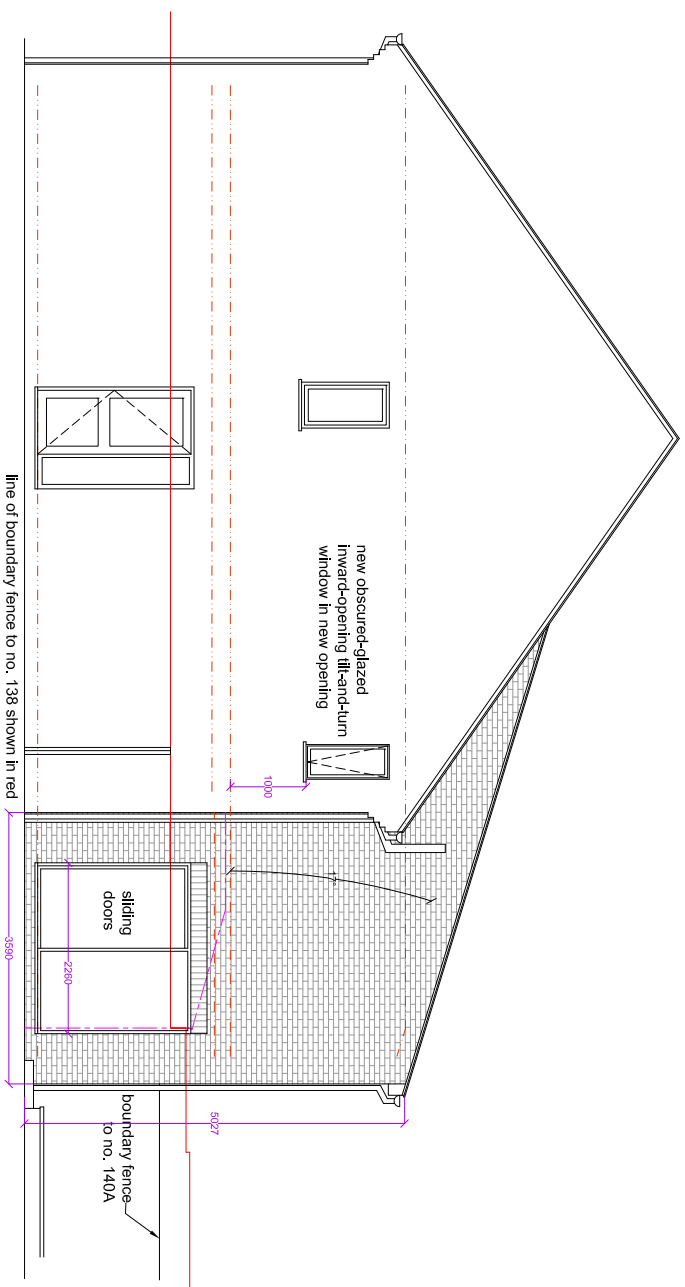 new obscured-glazed
inward-opening tilt-and-turn
window in new opening
1000
17°
sliding
doors
2260
3590
5027
line of boundary fence to no. 138 shown in red
boundary fence
to no. 140A